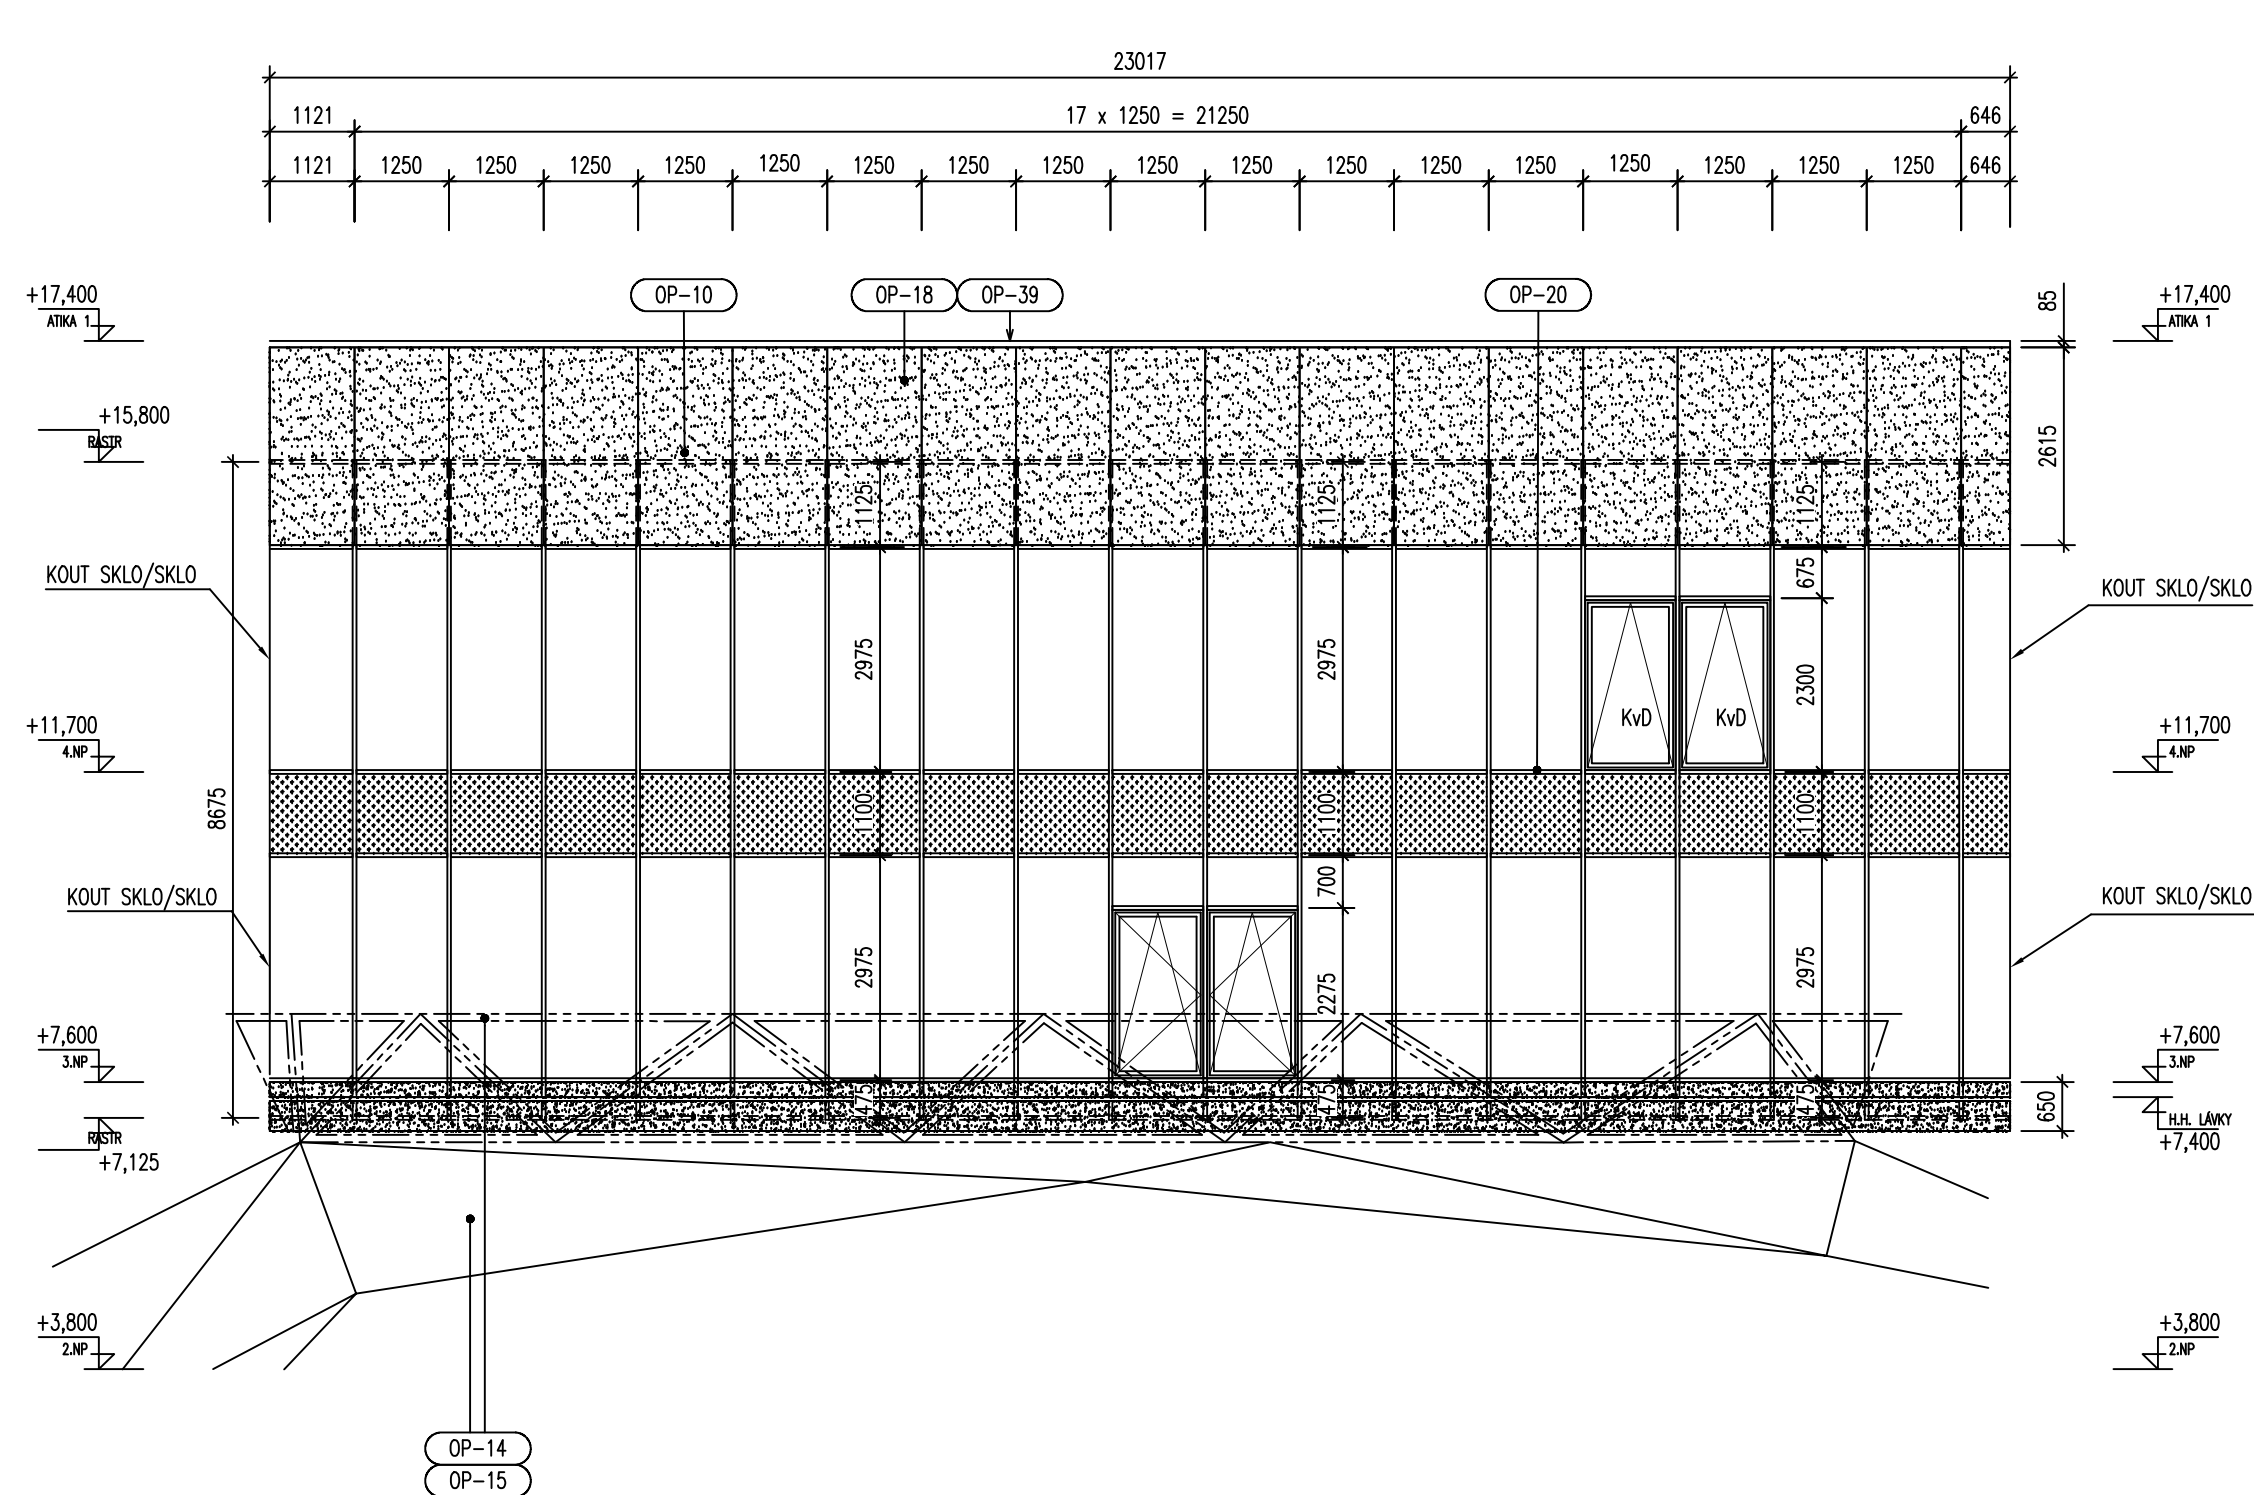 23017
1121 17 x 1250 = 21250 646
1121 1250 1250 1250 1250 1250 1250 1250 1250 1250 1250 1250 1250 1250 1250 1250 1250 1250 646
OP-10 OP-18 OP-39 OP-20
+17,400
ATIKA 1
85
+17,400
ATIKA 1
+15,800
RASTR
2615
1125 1125 1125
KOUT SKLO/SKLO
675
KOUT SKLO/SKLO
2975 2975 2300
KvD KvD
+11,700
4.NP
+11,700
4.NP
8675
1100 1100 1100
700
KOUT SKLO/SKLO
KOUT SKLO/SKLO
2975 2275 2975
+7,600
3.NP
+7,600
3.NP
475 475 475
650
RASTR
+7,125
H.H. LÁVKY
+7,400
+3,800
2.NP
+3,800
2.NP
OP-14
OP-15